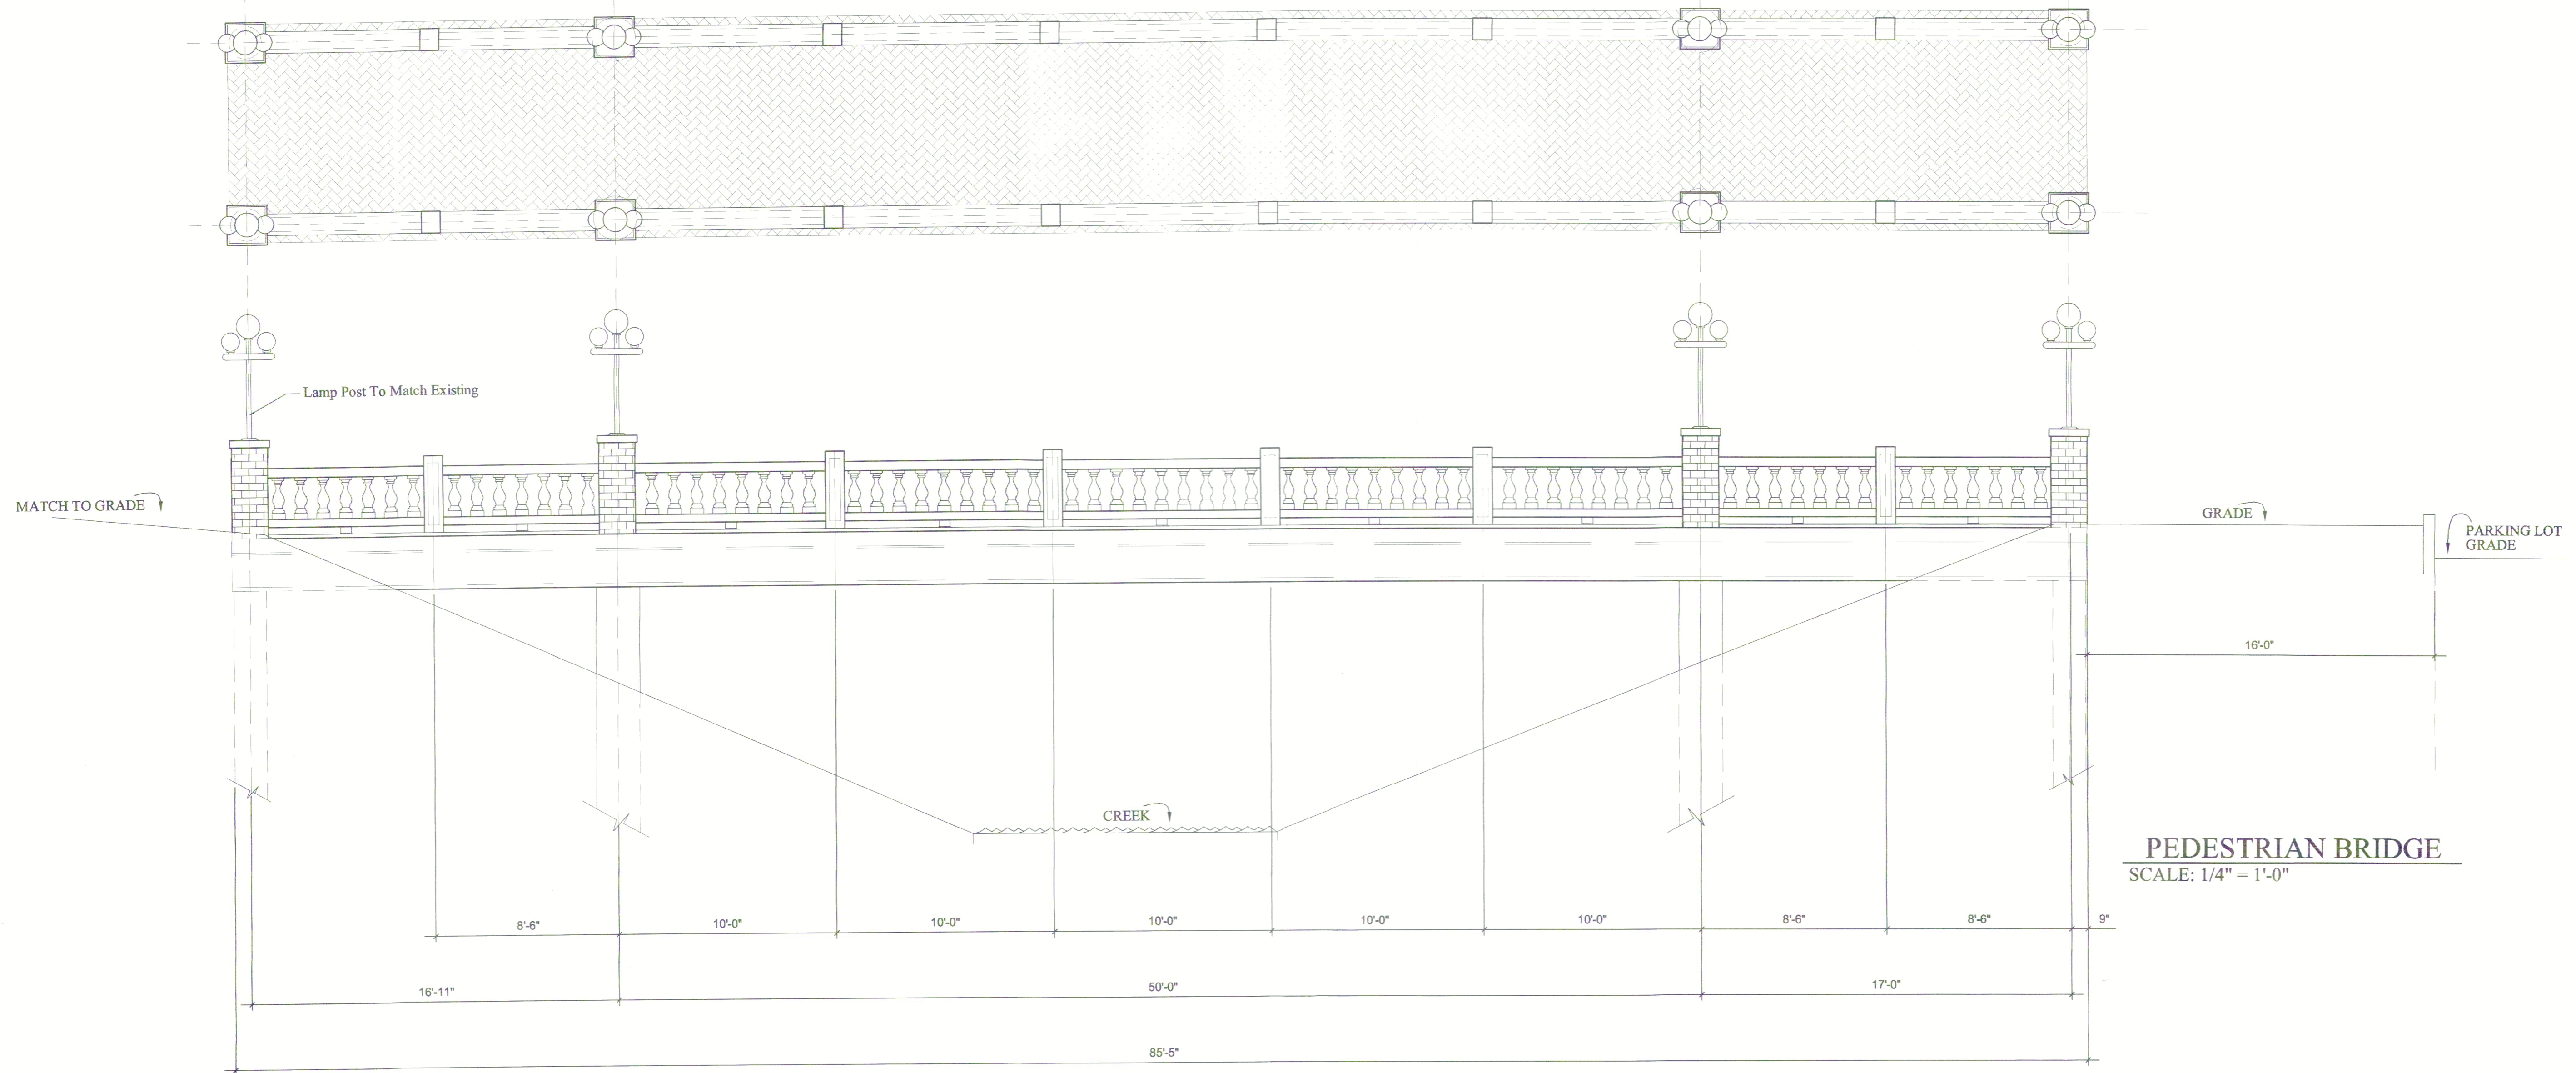 Lamp Post To Match Existing
MATCH TO GRADE
GRADE
PARKING LOT
GRADE
16'-0"
CREEK
PEDESTRIAN BRIDGE
SCALE: 1/4" = 1'-0"
8'-6"
10'-0"
10'-0"
10'-0"
10'-0"
10'-0"
8'-6"
8'-6"
9"
16'-11"
50'-0"
17'-0"
85'-5"